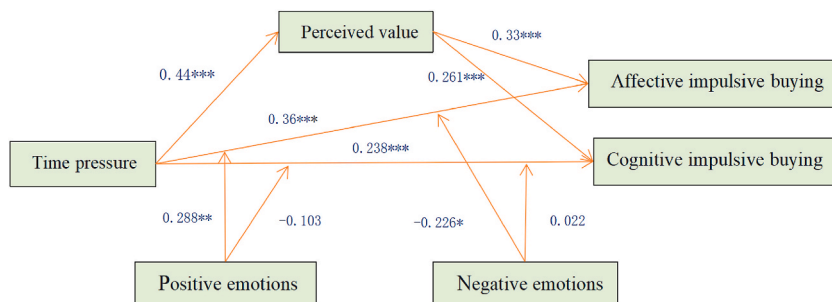 Perceived value
0.33***
0.44***
0.261***
Affective impulsive buying
0.36***
Time pressure
0.238***
Cognitive impulsive buying
0.288**
-0.103
-0.226*
0.022
Positive emotions
Negative emotions